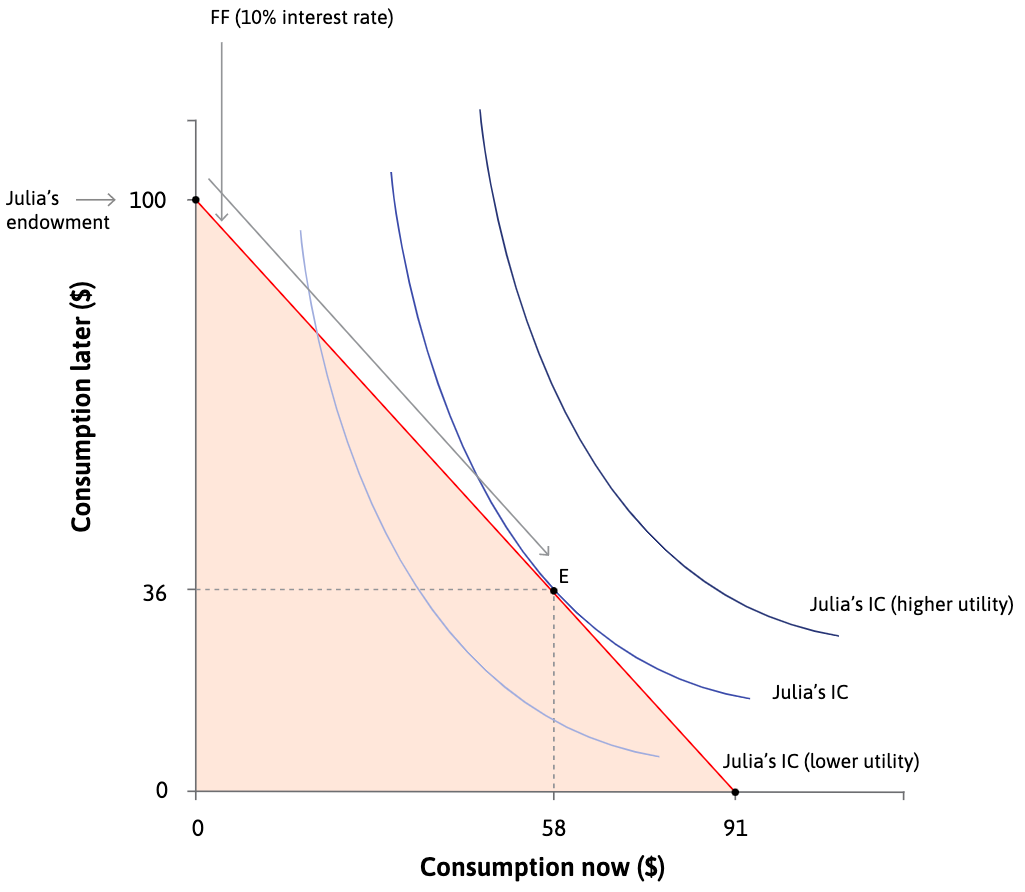 FF (10% interest rate)
Julia’s
endowment
100
Consumption later ($)
E
36
Julia’s IC (higher utility)
Julia’s IC
Julia’s IC (lower utility)
0
0
58
91
Consumption now ($)